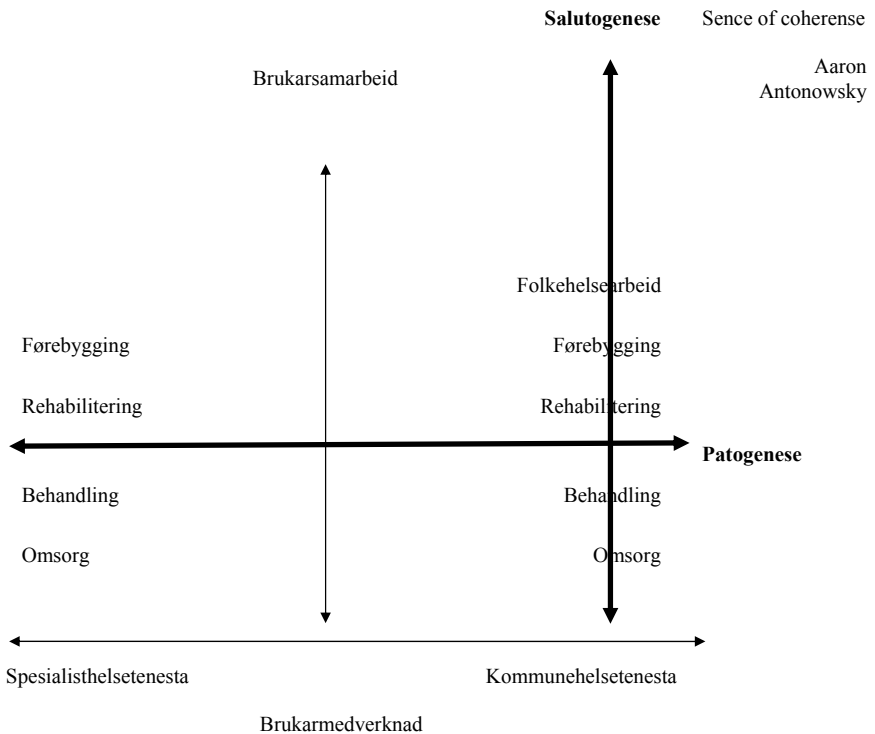 Salutogenese Sence of coherense
Aaron
Antonowsky
Brukarsamarbeid
Folkehelsearbeid
Førebygging Førebygging
Rehabilitering Rehabilitering
Patogenese
Behandling Behandling
Omsorg Omsorg
Spesialisthelsetenesta Kommunehelsetenesta
Brukarmedverknad